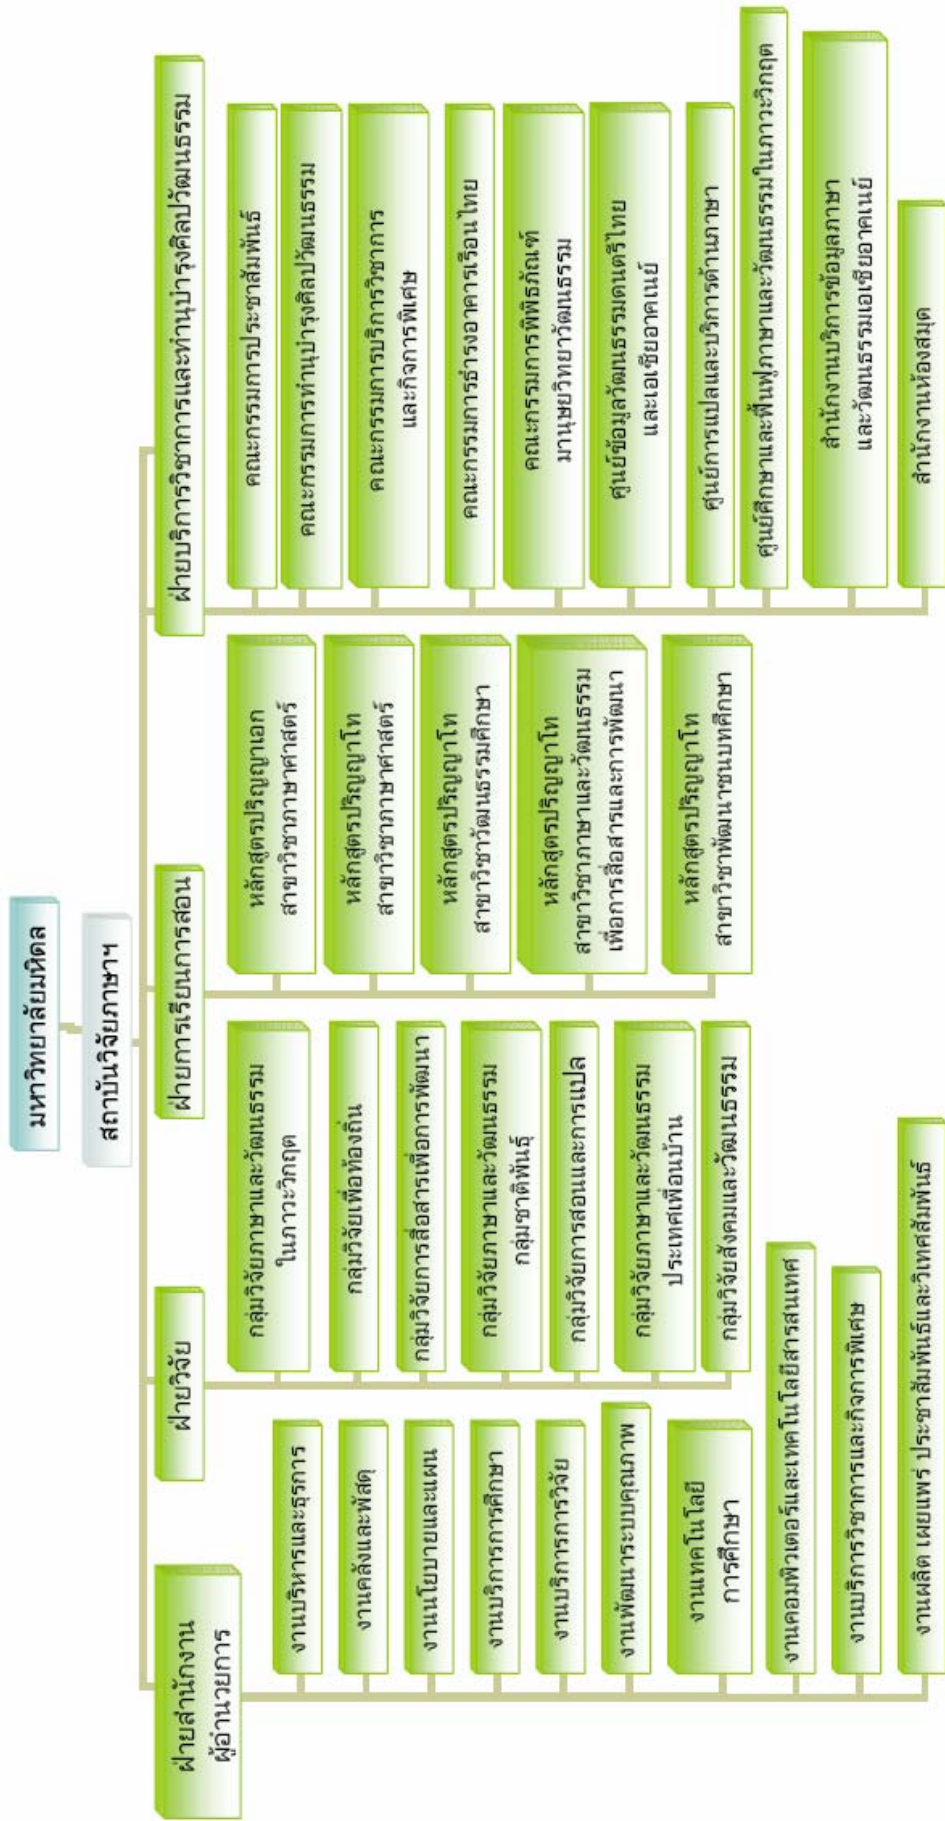 มหาวิทยาลัยมหิดล
สถาบันวิจัยภาษาฯ
ฝ่ายสำนักงาน
ผู้อำนวยการ
งานบริหารและธุรการ
งานคลังและพัสดุ
งานนโยบายและแผน
งานบริการการศึกษา
งานบริการการวิจัย
งานพัฒนาระบบคุณภาพ
งานเทคโนโลยี
การศึกษา
งานคอมพิวเตอร์และเทคโนโลยีสารสนเทศ
งานบริการวิชาการและกิจการพิเศษ
งานผลิต เผยแพร่ ประชาสัมพันธ์และวิเทศสัมพันธ์
ฝ่ายวิจัย
กลุ่มวิจัยภาษาและวัฒนธรรม
ในภาวะวิกฤต
กลุ่มวิจัยเพื่อท้องถิ่น
กลุ่มวิจัยการสื่อสารเพื่อการพัฒนา
กลุ่มวิจัยภาษาและวัฒนธรรม
กลุ่มชาติพันธุ์
กลุ่มวิจัยการสอนและการแปล
กลุ่มวิจัยภาษาและวัฒนธรรม
ประเทศเพื่อนบ้าน
กลุ่มวิจัยสังคมและวัฒนธรรม
ฝ่ายการเรียนการสอน
หลักสูตรปริญญาเอก
สาขาวิชาภาษาศาสตร์
หลักสูตรปริญญาโท
สาขาวิชาภาษาศาสตร์
หลักสูตรปริญญาโท
สาขาวิชาวัฒนธรรมศึกษา
หลักสูตรปริญญาโท
สาขาวิชาภาษาและวัฒนธรรม
เพื่อการสื่อสารและการพัฒนา
หลักสูตรปริญญาโท
สาขาวิชาพัฒนาชนบทศึกษา
ฝ่ายบริการวิชาการและทำนุบำรุงศิลปวัฒนธรรม
คณะกรรมการประชาสัมพันธ์
คณะกรรมการทำนุบำรุงศิลปวัฒนธรรม
คณะกรรมการบริการวิชาการ
และกิจการพิเศษ
คณะกรรมการธำรงอาคารเรือนไทย
คณะกรรมการพิพิธภัณฑ์
มานุษยวิทยาวัฒนธรรม
ศูนย์ข้อมูลวัฒนธรรมดนตรีไทย
และเอเชียอาคเนย์
ศูนย์การแปลและบริการด้านภาษา
ศูนย์ศึกษาและฟื้นฟูภาษาและวัฒนธรรมในภาวะวิกฤต
สำนักงานบริการข้อมูลภาษา
และวัฒนธรรมเอเชียอาคเนย์
สำนักงานห้องสมุด